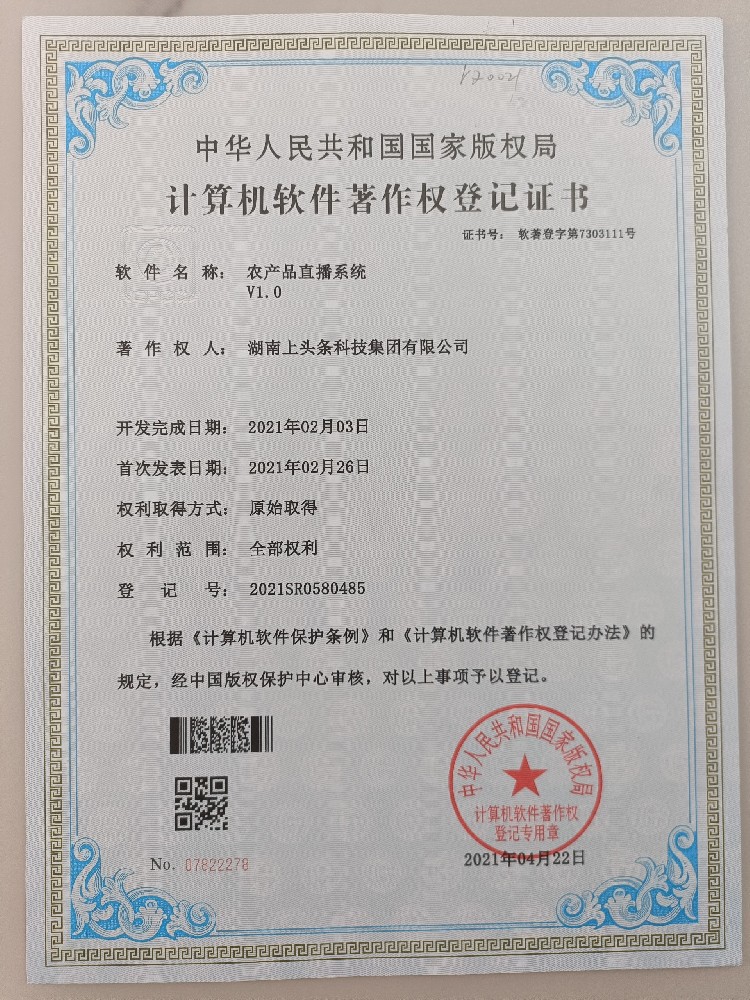 中华人民共和国国家版权局
计算机软件著作权登记证书
证书号： 软著登字第7303111号
软件名称： 农产品直播系统
V1.0
著作权人： 湖南上头条科技集团有限公司
开发完成日期： 2021年02月03日
首次发表日期： 2021年02月26日
权利取得方式： 原始取得
权利范围： 全部权利
登记号： 2021SR0580485
根据《计算机软件保护条例》和《计算机软件著作权登记办法》的
规定，经中国版权保护中心审核，对以上事项予以登记。
中华人民共和国国家版权局
计算机软件著作权
登记专用章
No. 07822278
2021年04月22日